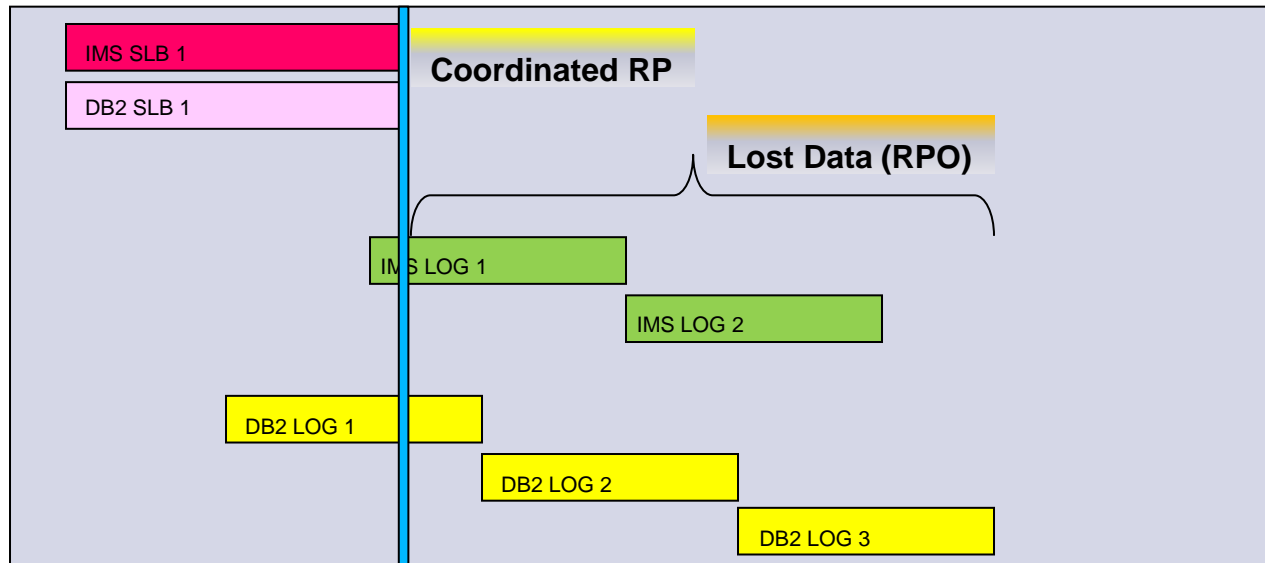 IMS SLB 1
Coordinated RP
DB2 SLB 1
Lost Data (RPO)
IMS LOG 1
IMS LOG 2
DB2 LOG 1
DB2 LOG 2
DB2 LOG 3